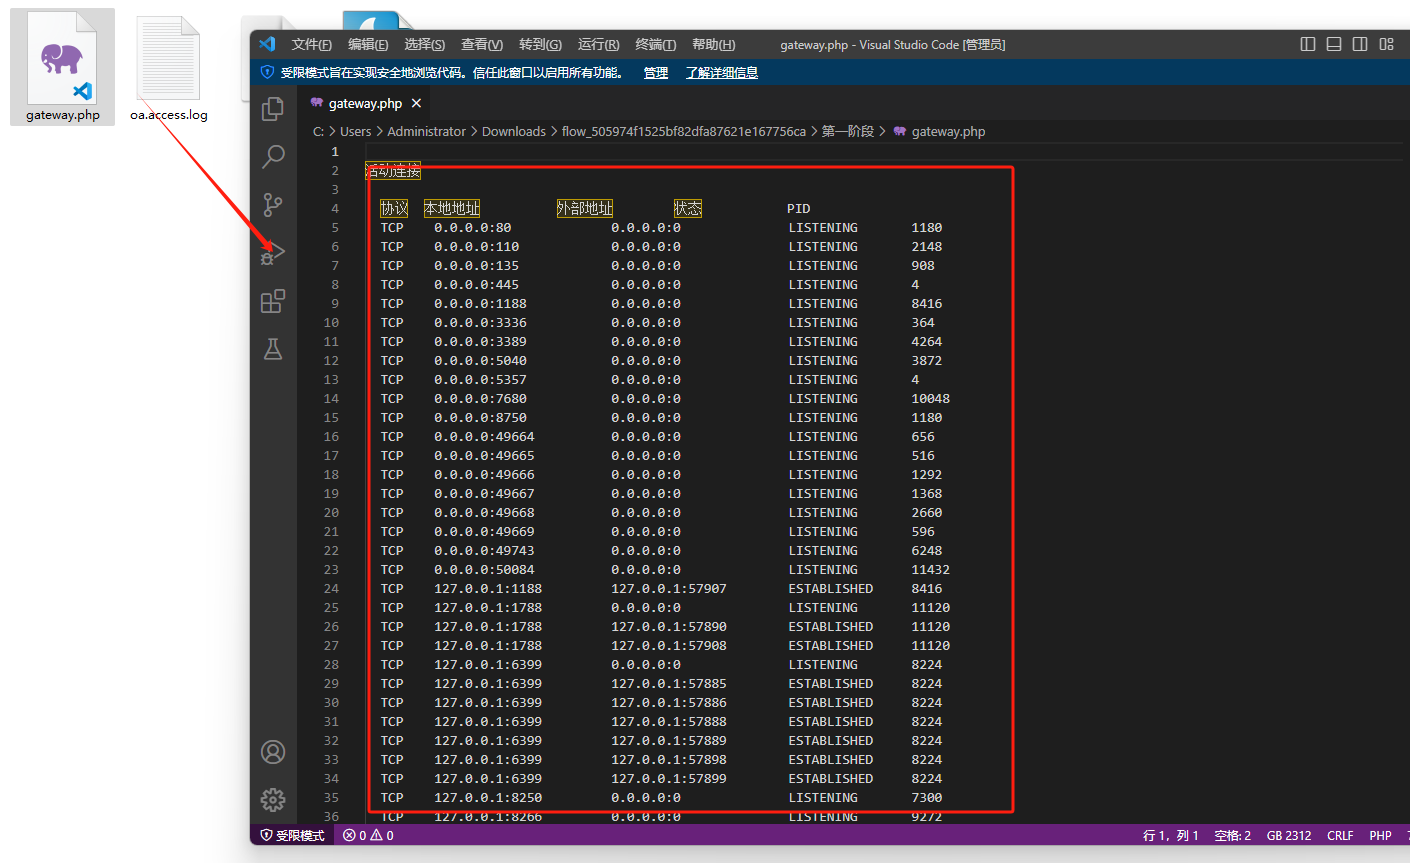 gateway.php
oa.access.log
文件(F) 编辑(E) 选择(S) 查看(V) 转到(G) 运行(R) 终端(T) 帮助(H) gateway.php - Visual Studio Code [管理员]
受限模式旨在实现安全地浏览代码。信任此窗口以启用所有功能。 管理 了解详细信息
gateway.php
C: > Users > Administrator > Downloads > flow_505974f1525bf82dfa87621e167756ca > 第一阶段 > gateway.php
1
2 活动连接
3
4 协议 本地地址 外部地址 状态 PID
5 TCP 0.0.0.0:80 0.0.0.0:0 LISTENING 1180
6 TCP 0.0.0.0:110 0.0.0.0:0 LISTENING 2148
7 TCP 0.0.0.0:135 0.0.0.0:0 LISTENING 908
8 TCP 0.0.0.0:445 0.0.0.0:0 LISTENING 4
9 TCP 0.0.0.0:1188 0.0.0.0:0 LISTENING 8416
10 TCP 0.0.0.0:3336 0.0.0.0:0 LISTENING 364
11 TCP 0.0.0.0:3389 0.0.0.0:0 LISTENING 4264
12 TCP 0.0.0.0:5040 0.0.0.0:0 LISTENING 3872
13 TCP 0.0.0.0:5357 0.0.0.0:0 LISTENING 4
14 TCP 0.0.0.0:7680 0.0.0.0:0 LISTENING 10048
15 TCP 0.0.0.0:8750 0.0.0.0:0 LISTENING 1180
16 TCP 0.0.0.0:49664 0.0.0.0:0 LISTENING 656
17 TCP 0.0.0.0:49665 0.0.0.0:0 LISTENING 516
18 TCP 0.0.0.0:49666 0.0.0.0:0 LISTENING 1292
19 TCP 0.0.0.0:49667 0.0.0.0:0 LISTENING 1368
20 TCP 0.0.0.0:49668 0.0.0.0:0 LISTENING 2660
21 TCP 0.0.0.0:49669 0.0.0.0:0 LISTENING 596
22 TCP 0.0.0.0:49743 0.0.0.0:0 LISTENING 6248
23 TCP 0.0.0.0:50084 0.0.0.0:0 LISTENING 11432
24 TCP 127.0.0.1:1188 127.0.0.1:57907 ESTABLISHED 8416
25 TCP 127.0.0.1:1788 0.0.0.0:0 LISTENING 11120
26 TCP 127.0.0.1:1788 127.0.0.1:57890 ESTABLISHED 11120
27 TCP 127.0.0.1:1788 127.0.0.1:57908 ESTABLISHED 11120
28 TCP 127.0.0.1:6399 0.0.0.0:0 LISTENING 8224
29 TCP 127.0.0.1:6399 127.0.0.1:57885 ESTABLISHED 8224
30 TCP 127.0.0.1:6399 127.0.0.1:57886 ESTABLISHED 8224
31 TCP 127.0.0.1:6399 127.0.0.1:57888 ESTABLISHED 8224
32 TCP 127.0.0.1:6399 127.0.0.1:57889 ESTABLISHED 8224
33 TCP 127.0.0.1:6399 127.0.0.1:57898 ESTABLISHED 8224
34 TCP 127.0.0.1:6399 127.0.0.1:57899 ESTABLISHED 8224
35 TCP 127.0.0.1:8250 0.0.0.0:0 LISTENING 7300
36 TCP 127.0.0.1:8266 0.0.0.0:0 LISTENING 9272
受限模式 0 0 行 1, 列 1 空格: 2 GB 2312 CRLF PHP